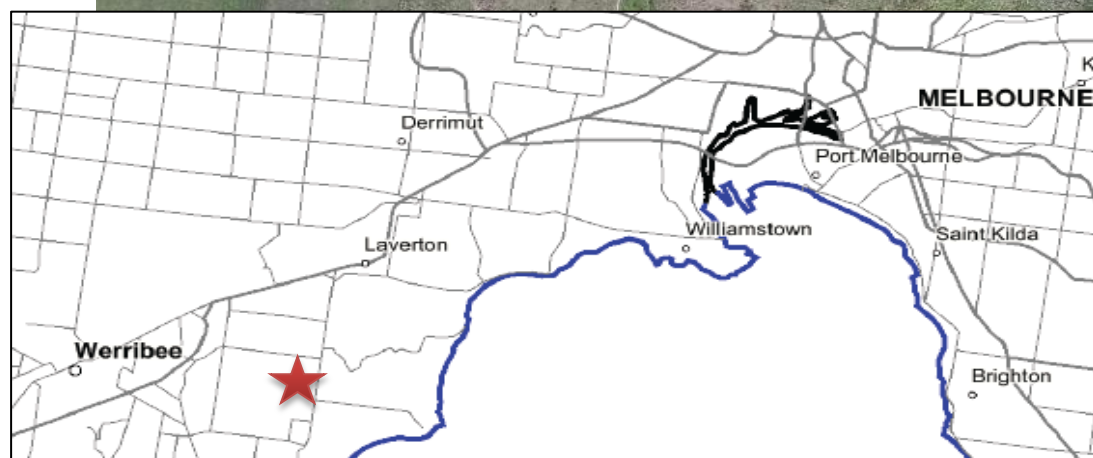 K
MELBOURNE
Derrimut
Port Melbourne
Williamstown
Saint Kilda
Laverton
Werribee
Brighton